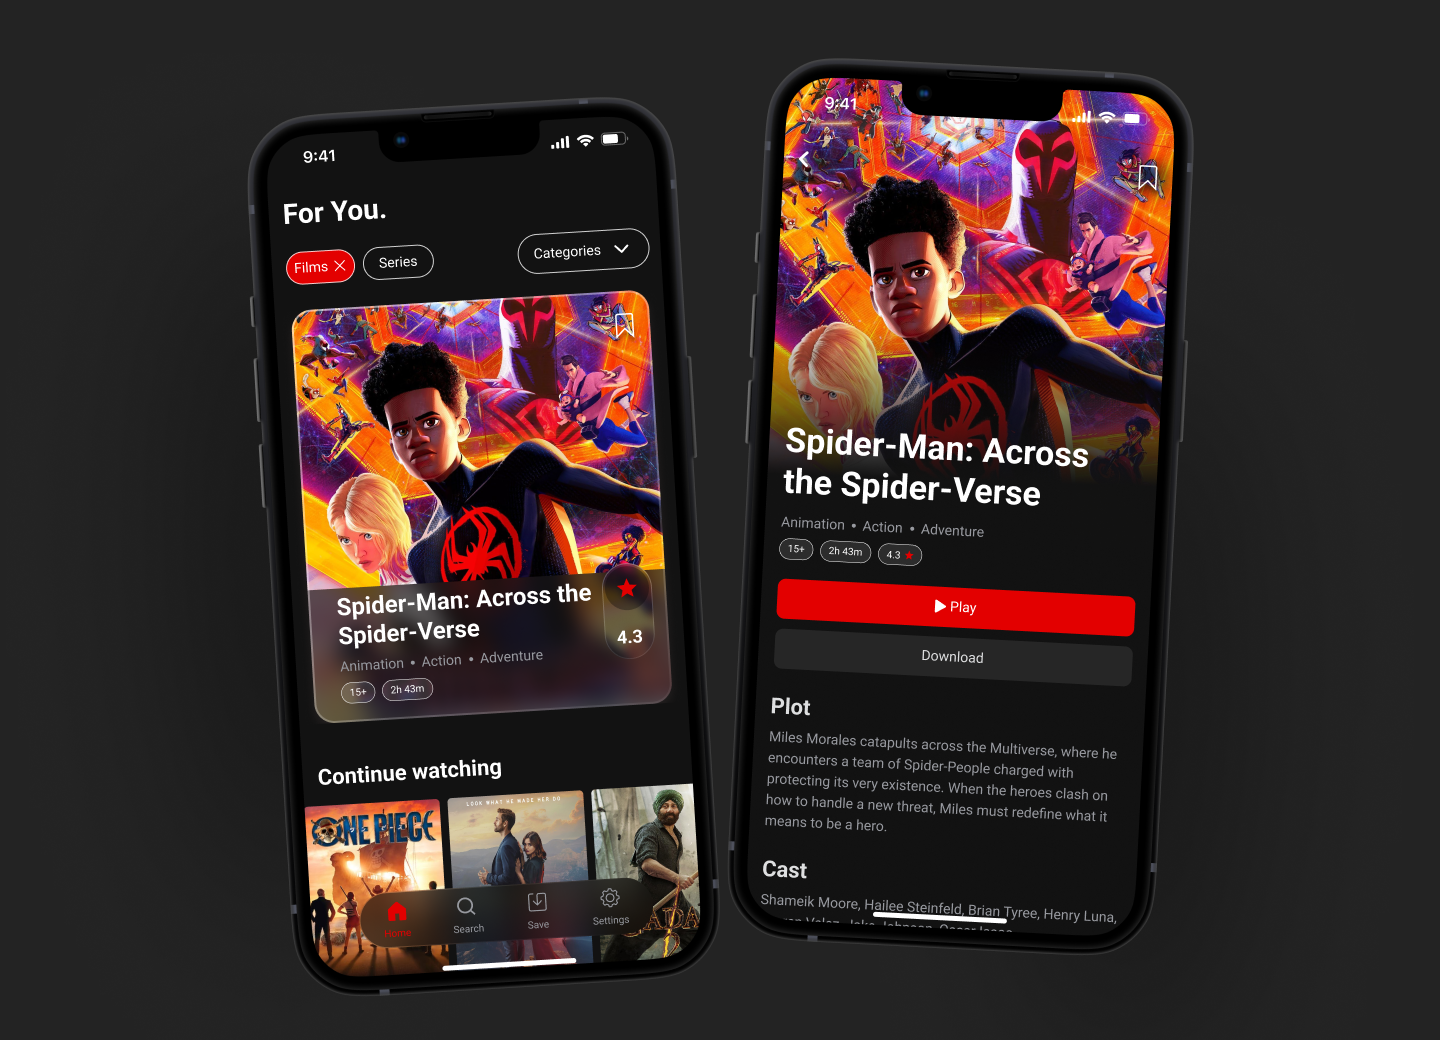 9:41
For You.
Films
Series
Categories
Spider-Man: Across the
Spider-Verse
4.3
Animation • Action • Adventure
15+
2h 43m
Continue watching
ONE PIECE
LOOK WHAT HE MADE HER DO
Home
Search
Save
Settings
9:41
Spider-Man: Across
the Spider-Verse
Animation • Action • Adventure
15+
2h 43m
4.3
Play
Download
Plot
Miles Morales catapults across the Multiverse, where he
encounters a team of Spider-People charged with
protecting its very existence. When the heroes clash on
how to handle a new threat, Miles must redefine what it
means to be a hero.
Cast
Shameik Moore, Hailee Steinfeld, Brian Tyree, Henry Luna,